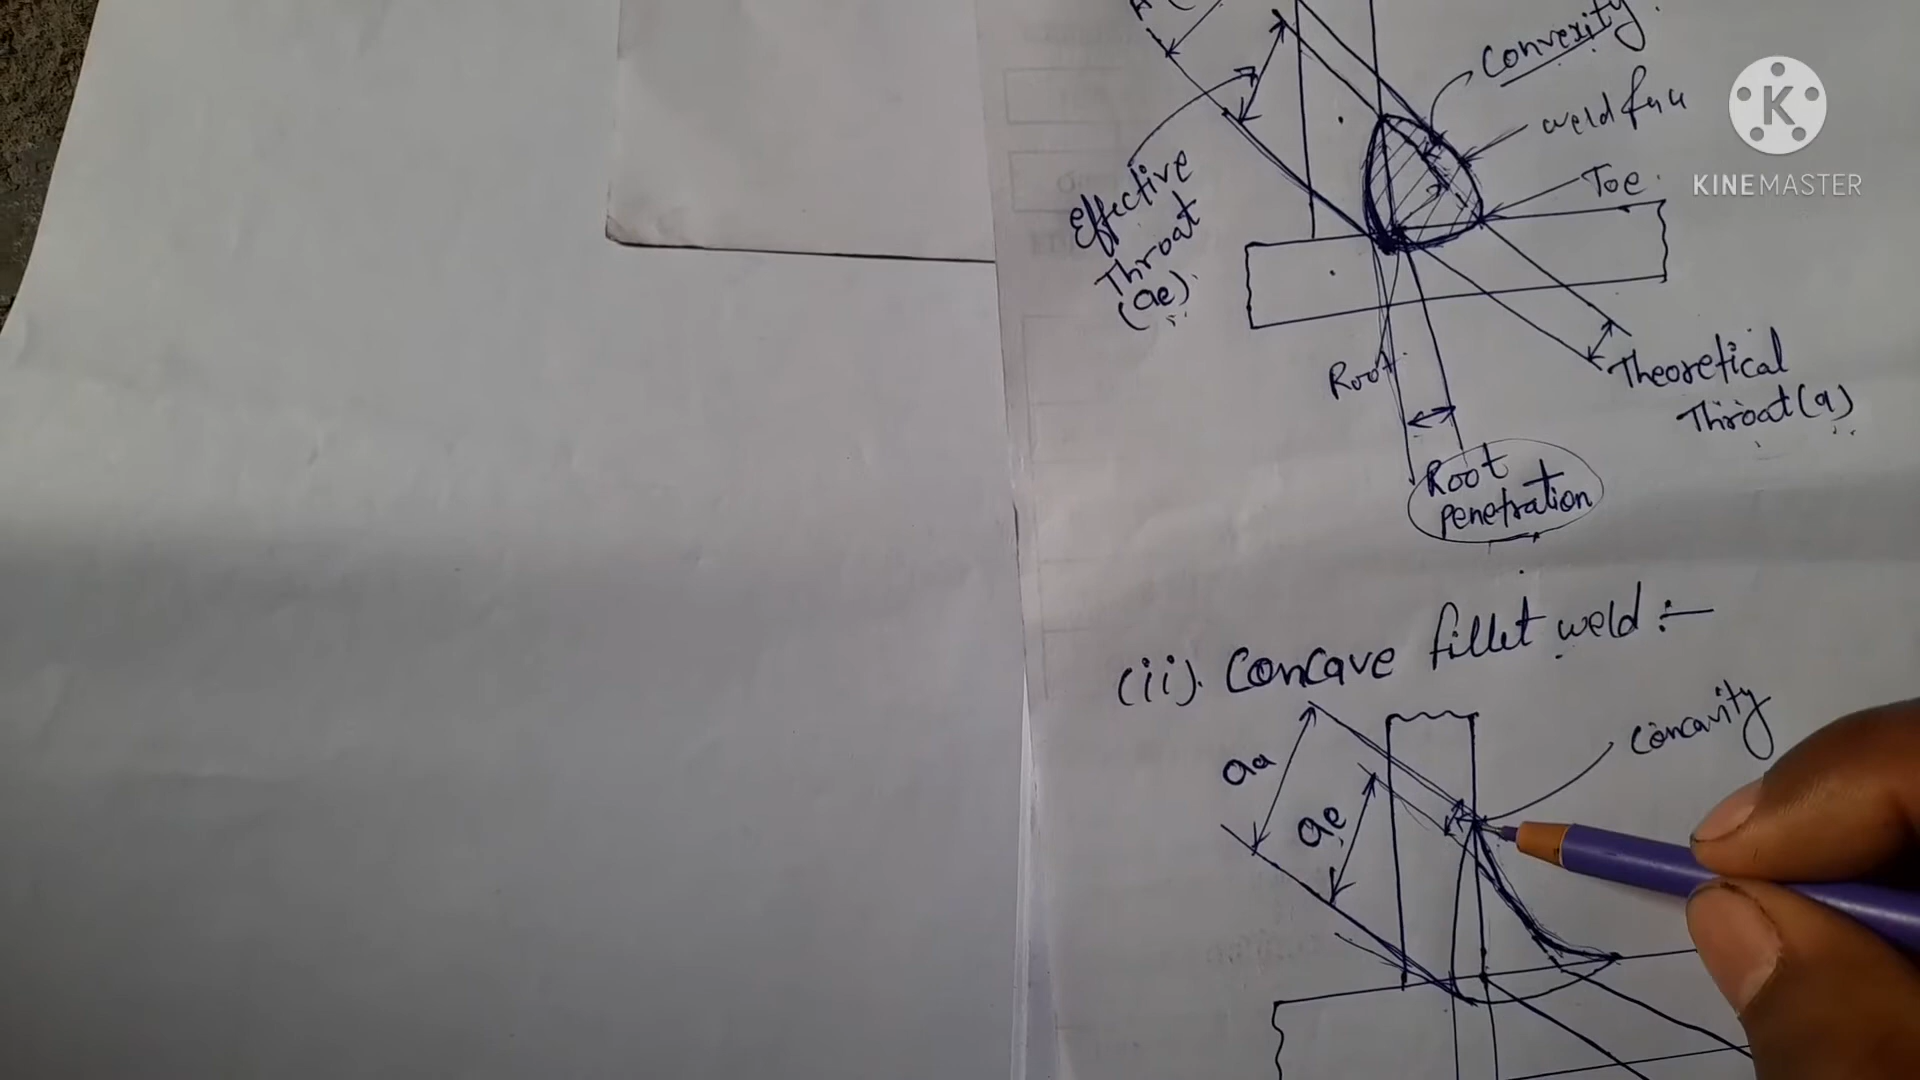 Convexity.
weld face
Toe.
Effective
Throat
(ae).
Root
Theoretical
Throat (a)
Root
penetration
(ii). Concave fillet weld :-
Concavity
aa
ae
K
KINEMASTER